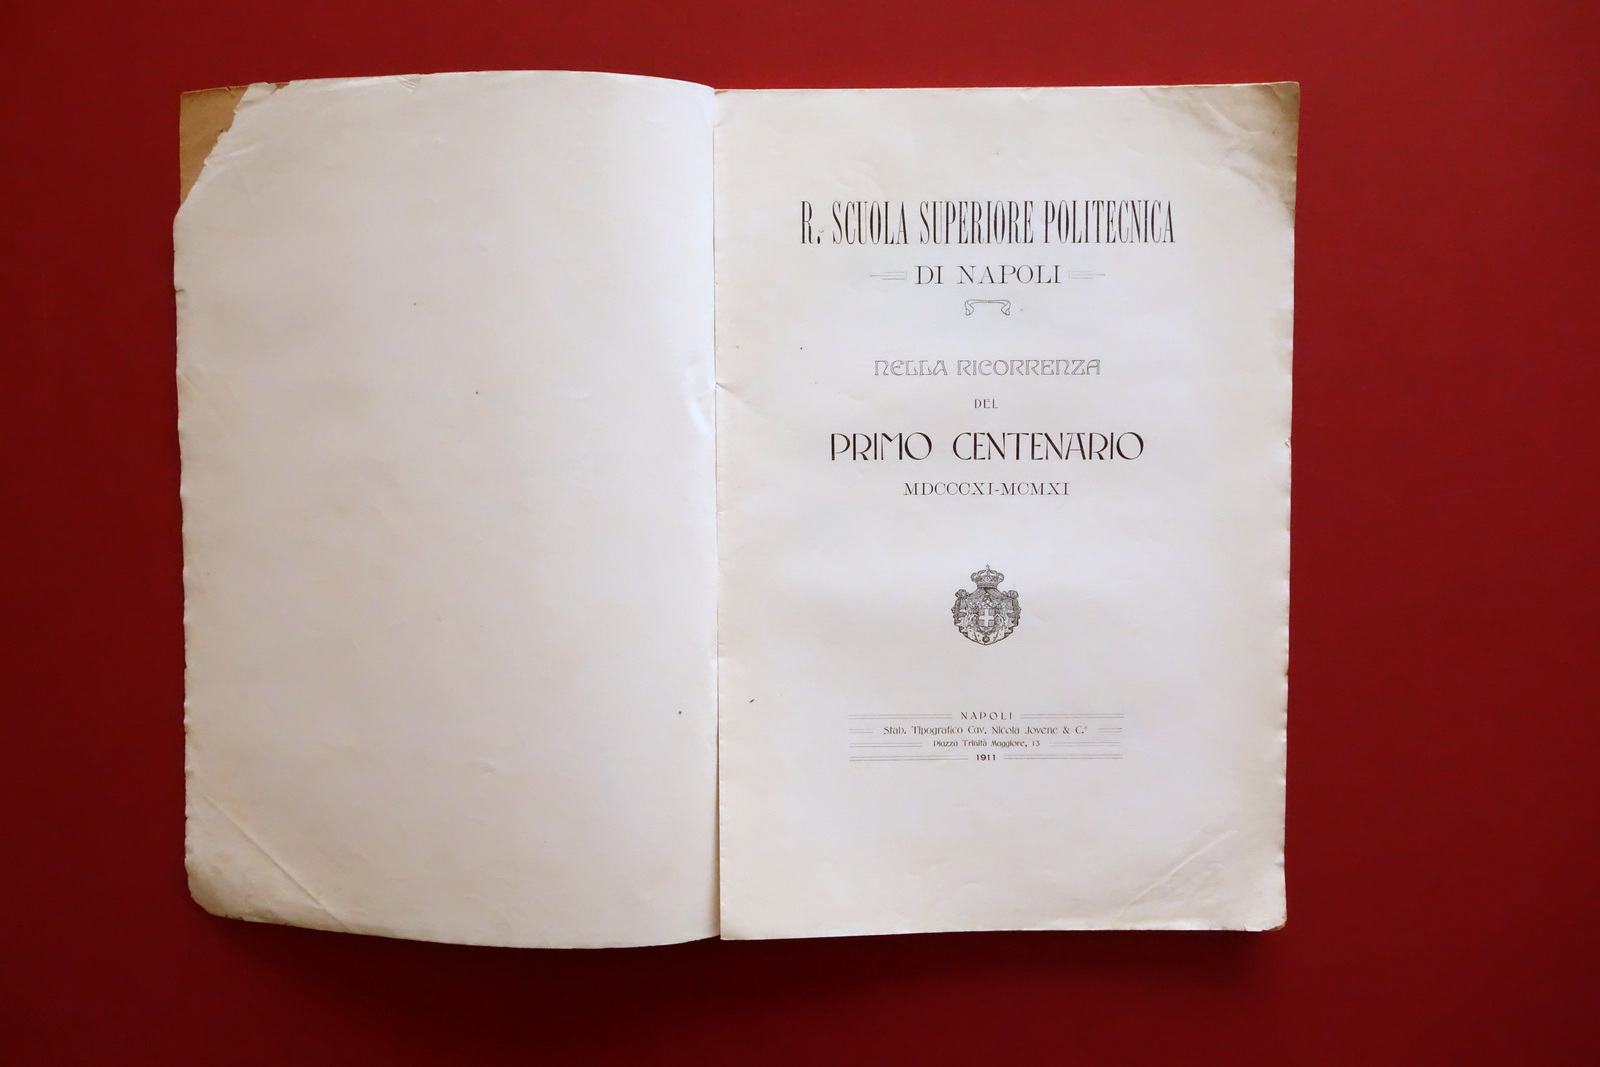 R. SCUOLA SUPERIORE POLITECNICA
DI NAPOLI
NELLA RICORRENZA
DEL
PRIMO CENTENARIO
MDCCCXI-MCMXI
NAPOLI
Stab. Tipografico Cav. Nicola Jovene & C.º
Piazza Trinità Maggiore, 13
1911